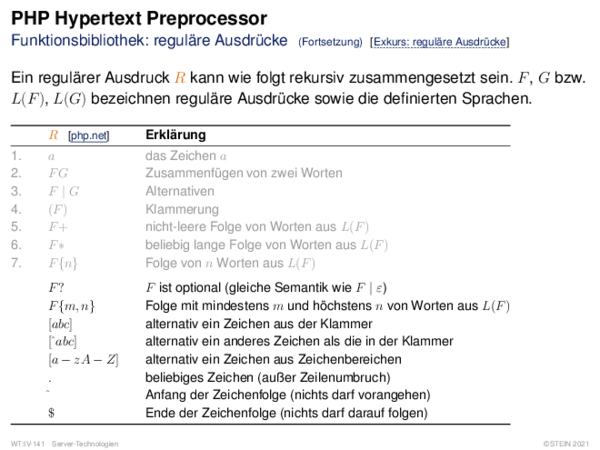 PHP Hypertext Preprocessor
Funktionsbibliothek: reguläre Ausdrücke (Fortsetzung) [Exkurs: reguläre Ausdrücke]
Ein regulärer Ausdruck R kann wie folgt rekursiv zusammengesetzt sein. F, G bzw.
L(F), L(G) bezeichnen reguläre Ausdrücke sowie die definierten Sprachen.
R [php.net] Erklärung
1. a das Zeichen a
2. FG Zusammenfügen von zwei Worten
3. F | G Alternativen
4. (F) Klammerung
5. F+ nicht-leere Folge von Worten aus L(F)
6. F∗ beliebig lange Folge von Worten aus L(F)
7. F{n} Folge von n Worten aus L(F)
F? F ist optional (gleiche Semantik wie F | ε)
F{m, n} Folge mit mindestens m und höchstens n von Worten aus L(F)
[abc] alternativ ein Zeichen aus der Klammer
[^abc] alternativ ein anderes Zeichen als die in der Klammer
[a − zA − Z] alternativ ein Zeichen aus Zeichenbereichen
. beliebiges Zeichen (außer Zeilenumbruch)
^ Anfang der Zeichenfolge (nichts darf vorangehen)
$ Ende der Zeichenfolge (nichts darf darauf folgen)
WT:IV-141 Server-Technologien ©STEIN 2021